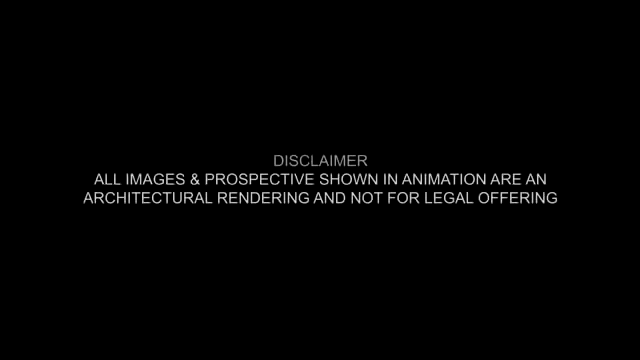 DISCLAIMER
ALL IMAGES & PROSPECTIVE SHOWN IN ANIMATION ARE AN
ARCHITECTURAL RENDERING AND NOT FOR LEGAL OFFERING